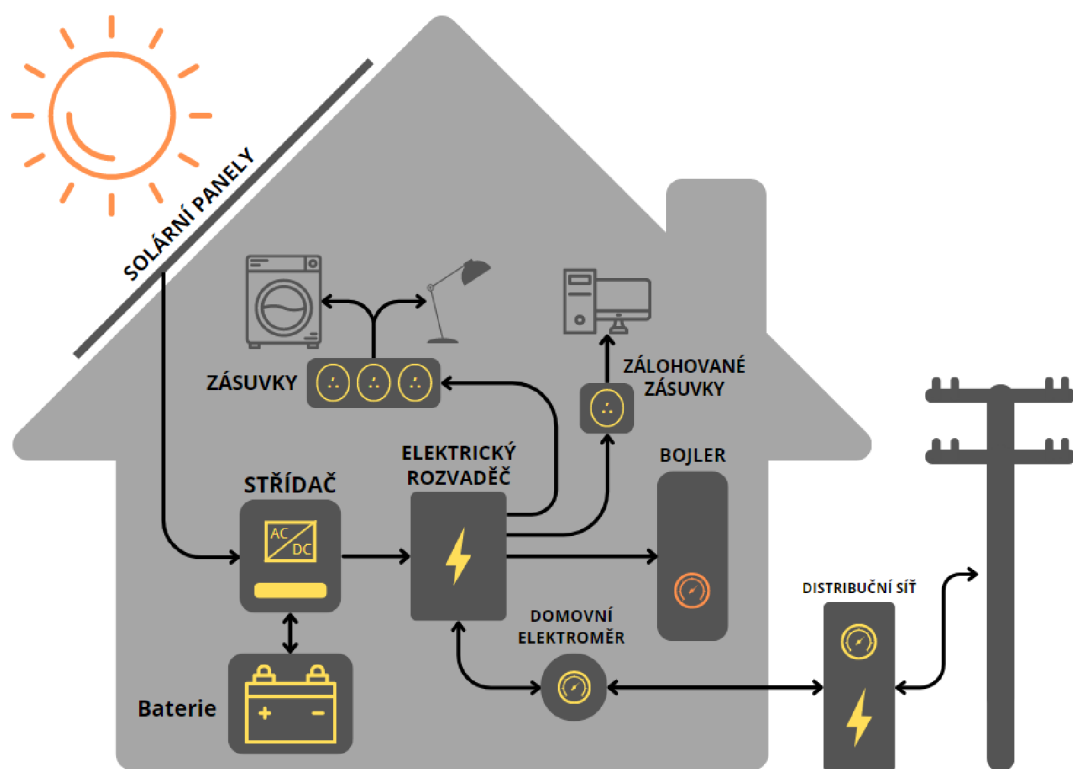 SOLÁRNÍ PANELY
ZÁSUVKY
ZÁLOHOVANÉ
ZÁSUVKY
ELEKTRICKÝ
ROZVADĚČ
BOJLER
STŘÍDAČ
AC
DC
DISTRIBUČNÍ SÍŤ
DOMOVNÍ
ELEKTROMĚR
Baterie
+ −